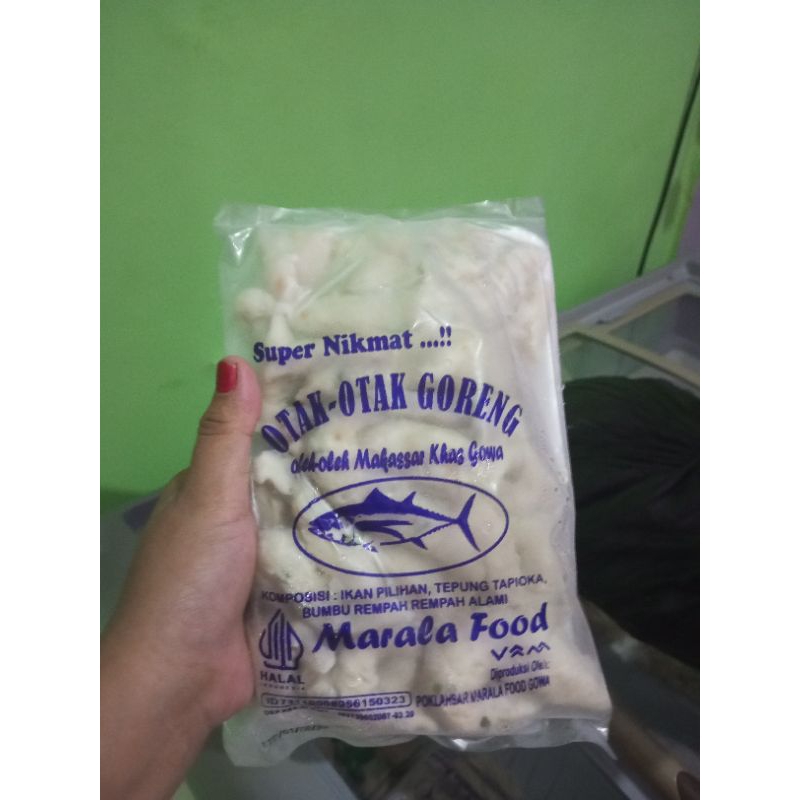 Super Nikmat ....!!
OTAK-OTAK GORENG
oleh-oleh Makassar Khas Gowa
KOMPOSISI : IKAN PILIHAN, TEPUNG TAPIOKA,
BUMBU REMPAH REMPAH ALAMI
Marala Food
HALAL
INDONESIA
Diproduksi Oleh:
POKLAHSAR MARALA FOOD GOWA